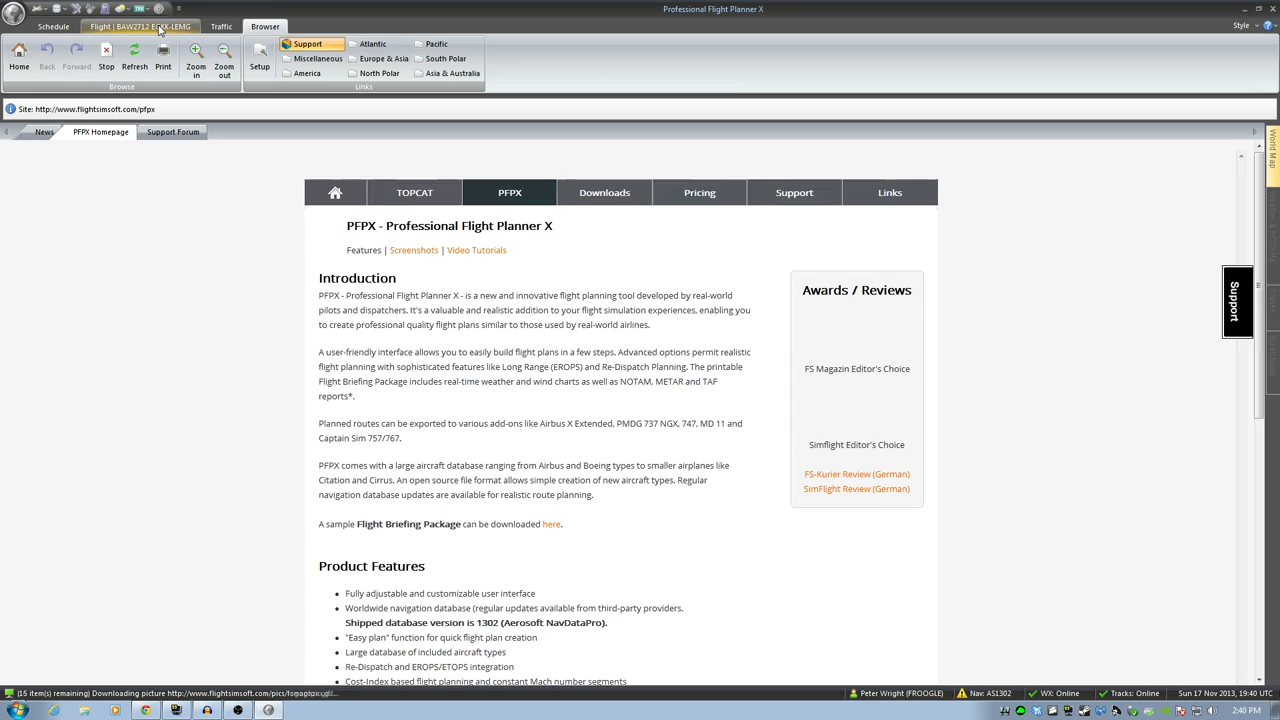 Professional Flight Planner X
Schedule Flight | BAW2712 EGKK-LEMG Traffic Browser Style
Home Back Forward Stop Refresh Print Zoom in Zoom out Setup
Support Atlantic Pacific
Miscellaneous Europe & Asia South Polar
America North Polar Asia & Australia
Browse Links
Site: http://www.flightsimsoft.com/pfpx
News PFPX Homepage Support Forum
World Map
TOPCAT PFPX Downloads Pricing Support Links
PFPX - Professional Flight Planner X
Features | Screenshots | Video Tutorials
Introduction
PFPX - Professional Flight Planner X - is a new and innovative flight planning tool developed by real-world
pilots and dispatchers. It's a valuable and realistic addition to your flight simulation experiences, enabling you
to create professional quality flight plans similar to those used by real-world airlines.
A user-friendly interface allows you to easily build flight plans in a few steps. Advanced options permit realistic
flight planning with sophisticated features like Long Range (EROPS) and Re-Dispatch Planning. The printable
Flight Briefing Package includes real-time weather and wind charts as well as NOTAM, METAR and TAF
reports*.
Planned routes can be exported to various add-ons like Airbus X Extended, PMDG 737 NGX, 747, MD 11 and
Captain Sim 757/767.
PFPX comes with a large aircraft database ranging from Airbus and Boeing types to smaller airplanes like
Citation and Cirrus. An open source file format allows simple creation of new aircraft types. Regular
navigation database updates are available for realistic route planning.
A sample Flight Briefing Package can be downloaded here.
Awards / Reviews
FS Magazin Editor's Choice
Simflight Editor's Choice
FS-Kurier Review (German)
SimFlight Review (German)
Support
Product Features
Fully adjustable and customizable user interface
Worldwide navigation database (regular updates available from third-party providers.
Shipped database version is 1302 (Aerosoft NavDataPro).
"Easy plan" function for quick flight plan creation
Large database of included aircraft types
Re-Dispatch and EROPS/ETOPS integration
Cost-Index based flight planning and constant Mach number segments
(16 item(s) remaining) Downloading picture http://www.flightsimsoft.com/pics/
Peter Wright (FROOGLE) Nav: AS1302 WX: Online Tracks: Online Sun 17 Nov 2013, 19:40 UTC
2:40 PM